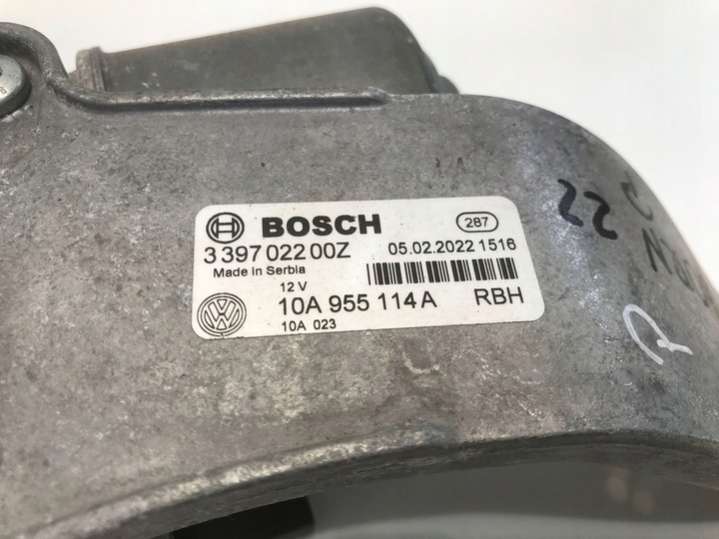 BOSCH 287
3 397 022 00Z 05.02.2022 1516
Made in Serbia
12 V
10A 955 114 A RBH
10A 023
22